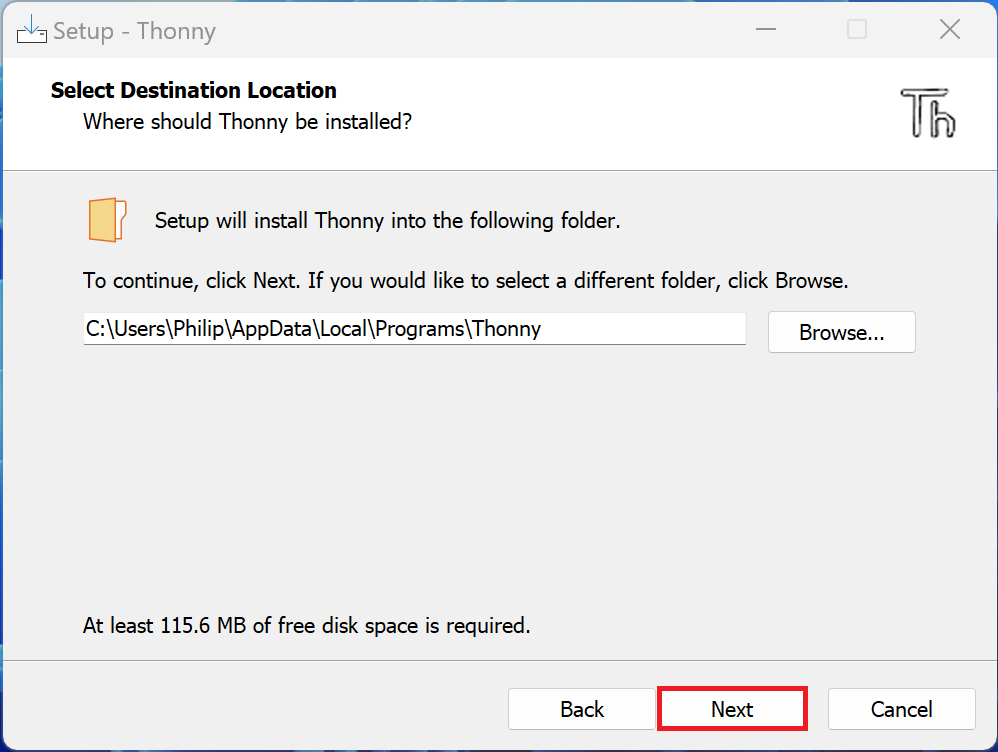 Setup - Thonny
Select Destination Location
Where should Thonny be installed?
Th
Setup will install Thonny into the following folder.
To continue, click Next. If you would like to select a different folder, click Browse.
C:\Users\Philip\AppData\Local\Programs\Thonny
Browse...
At least 115.6 MB of free disk space is required.
Back
Next
Cancel